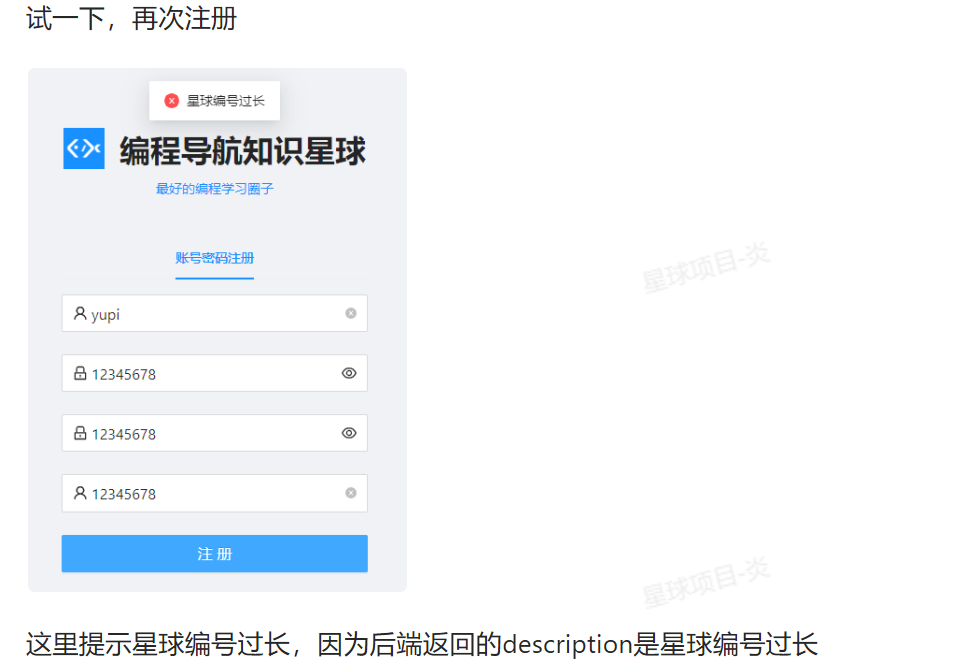 试一下，再次注册
星球编号过长
编程导航知识星球
最好的编程学习圈子
账号密码注册
yupi
12345678
12345678
12345678
注 册
星球项目-炎
星球项目-炎
这里提示星球编号过长，因为后端返回的description是星球编号过长